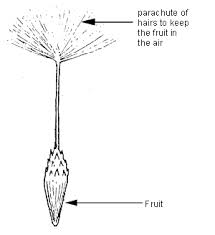 parachute of
hairs to keep
the fruit in
the air
Fruit